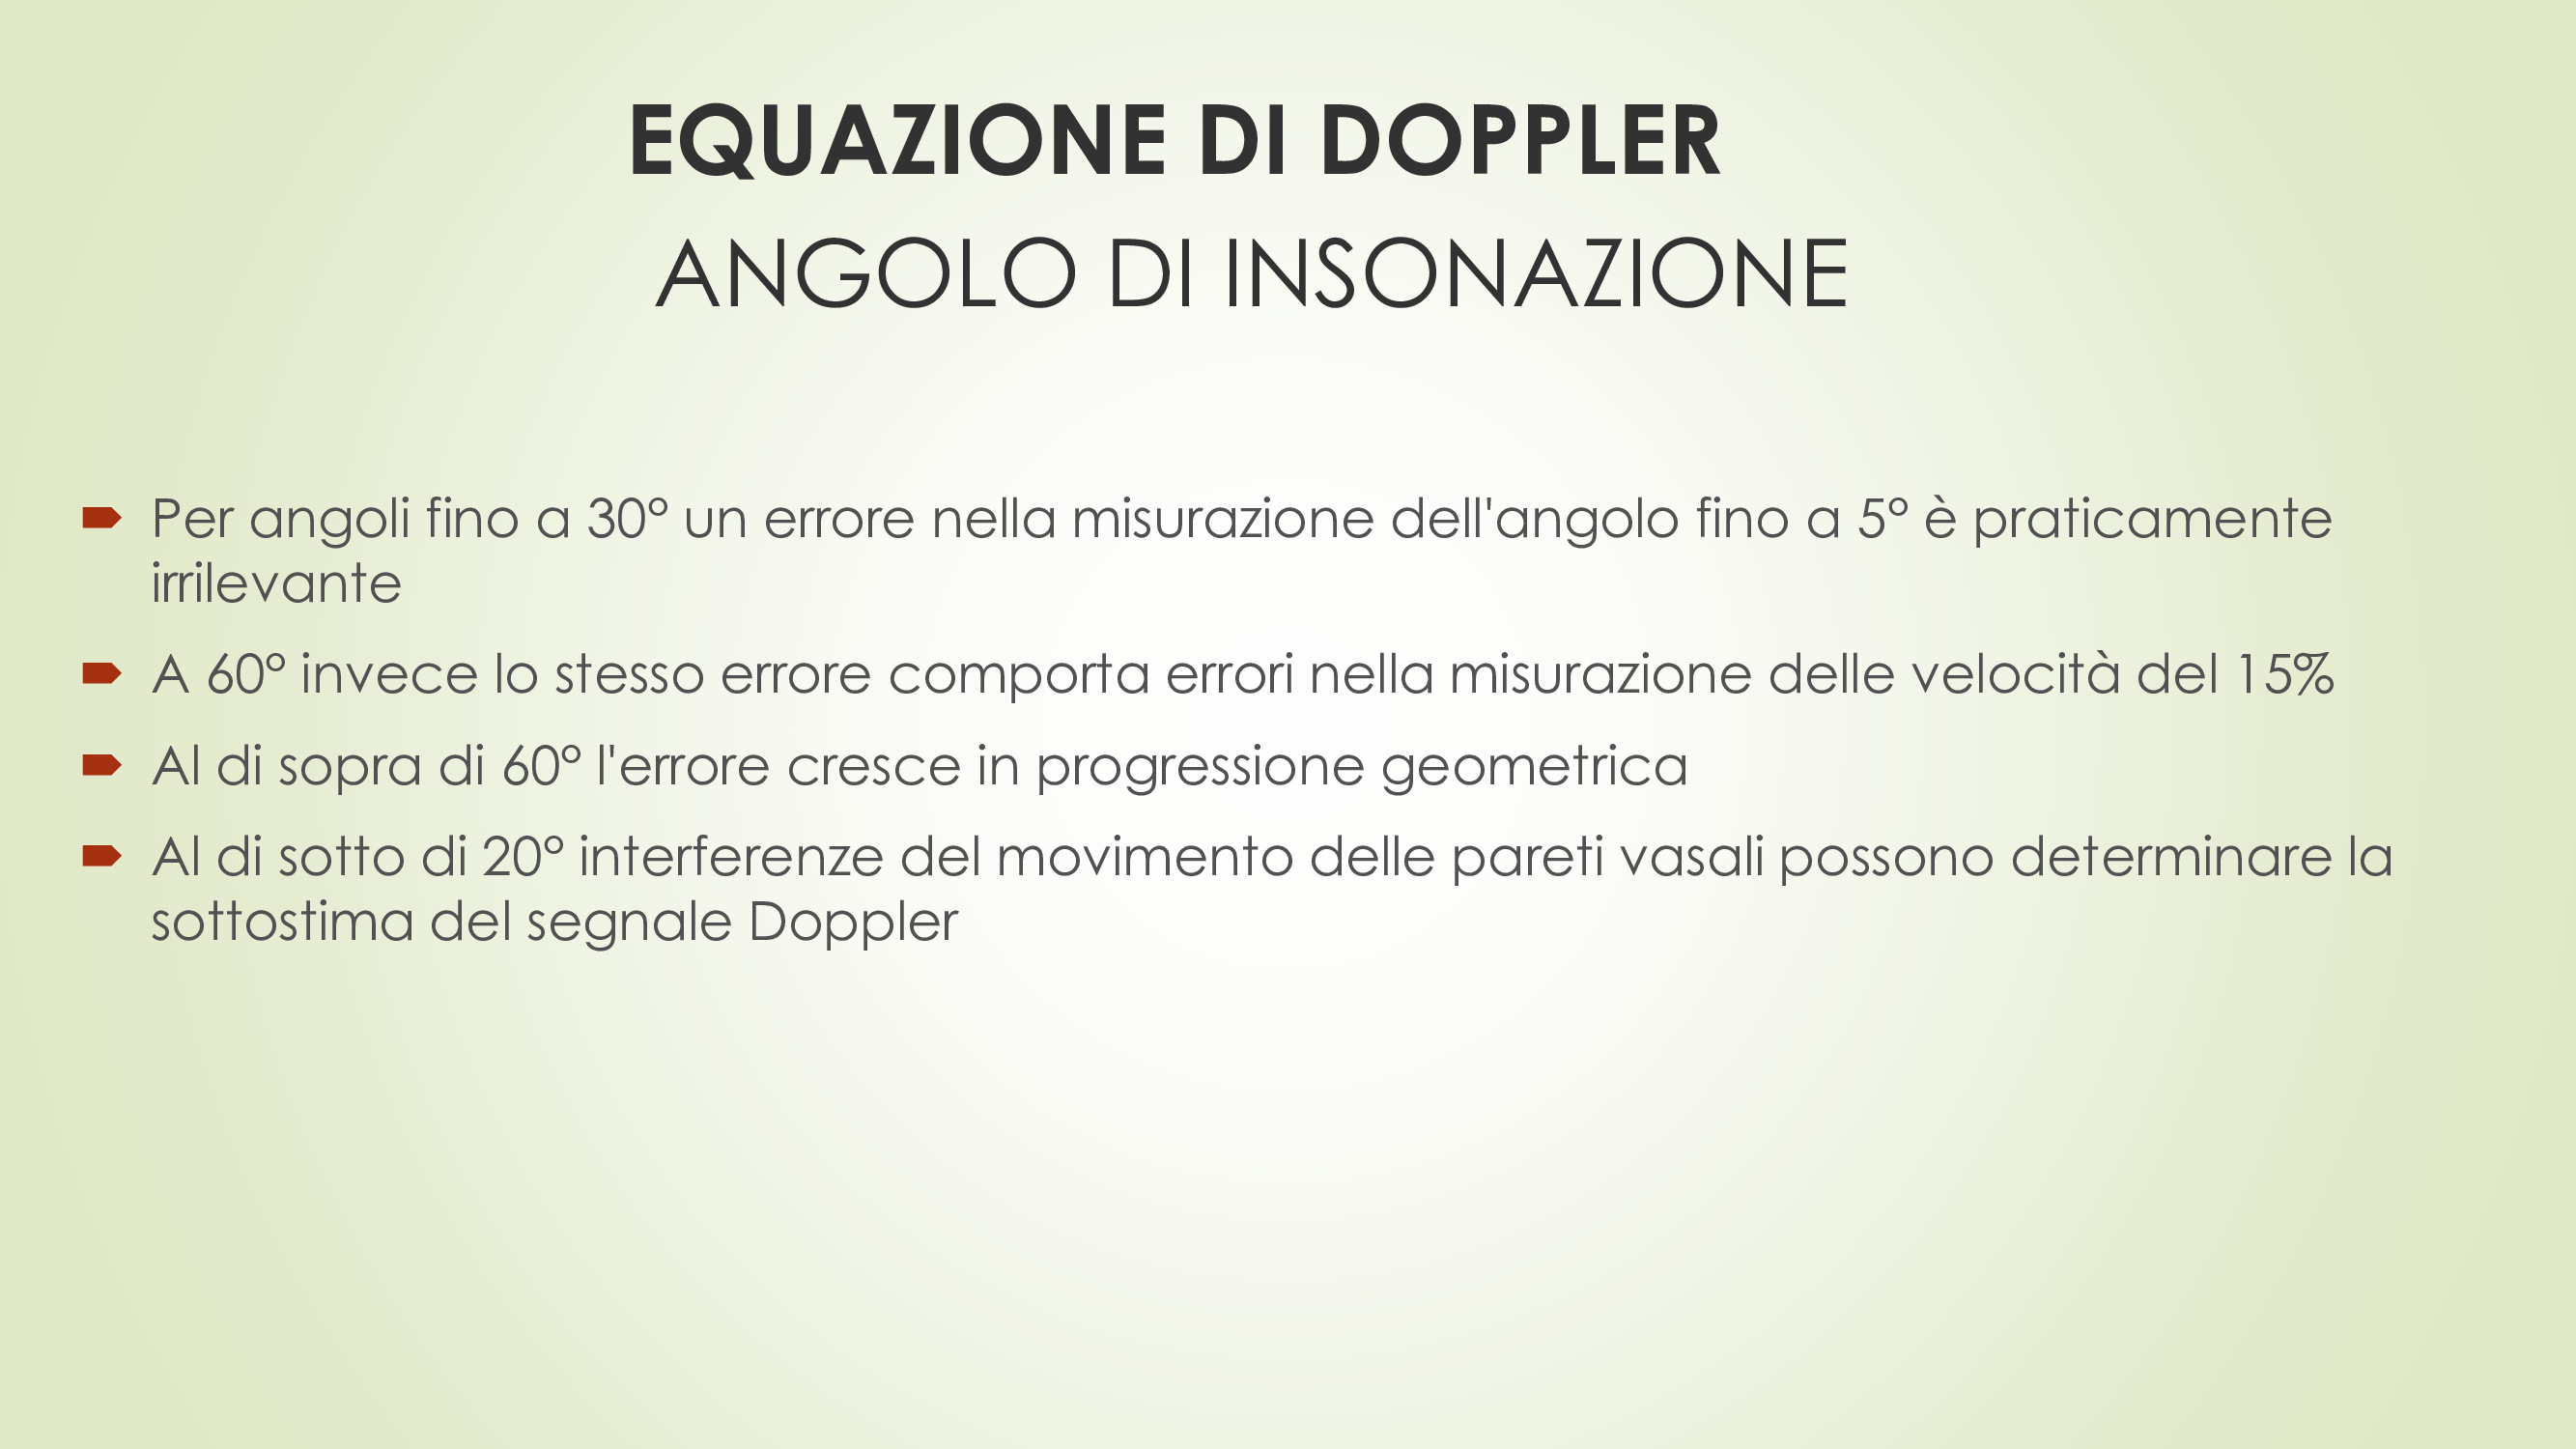 EQUAZIONE DI DOPPLER
ANGOLO DI INSONAZIONE
Per angoli fino a 30° un errore nella misurazione dell'angolo fino a 5° è praticamente
irrilevante
A 60° invece lo stesso errore comporta errori nella misurazione delle velocità del 15%
Al di sopra di 60° l'errore cresce in progressione geometrica
Al di sotto di 20° interferenze del movimento delle pareti vasali possono determinare la
sottostima del segnale Doppler